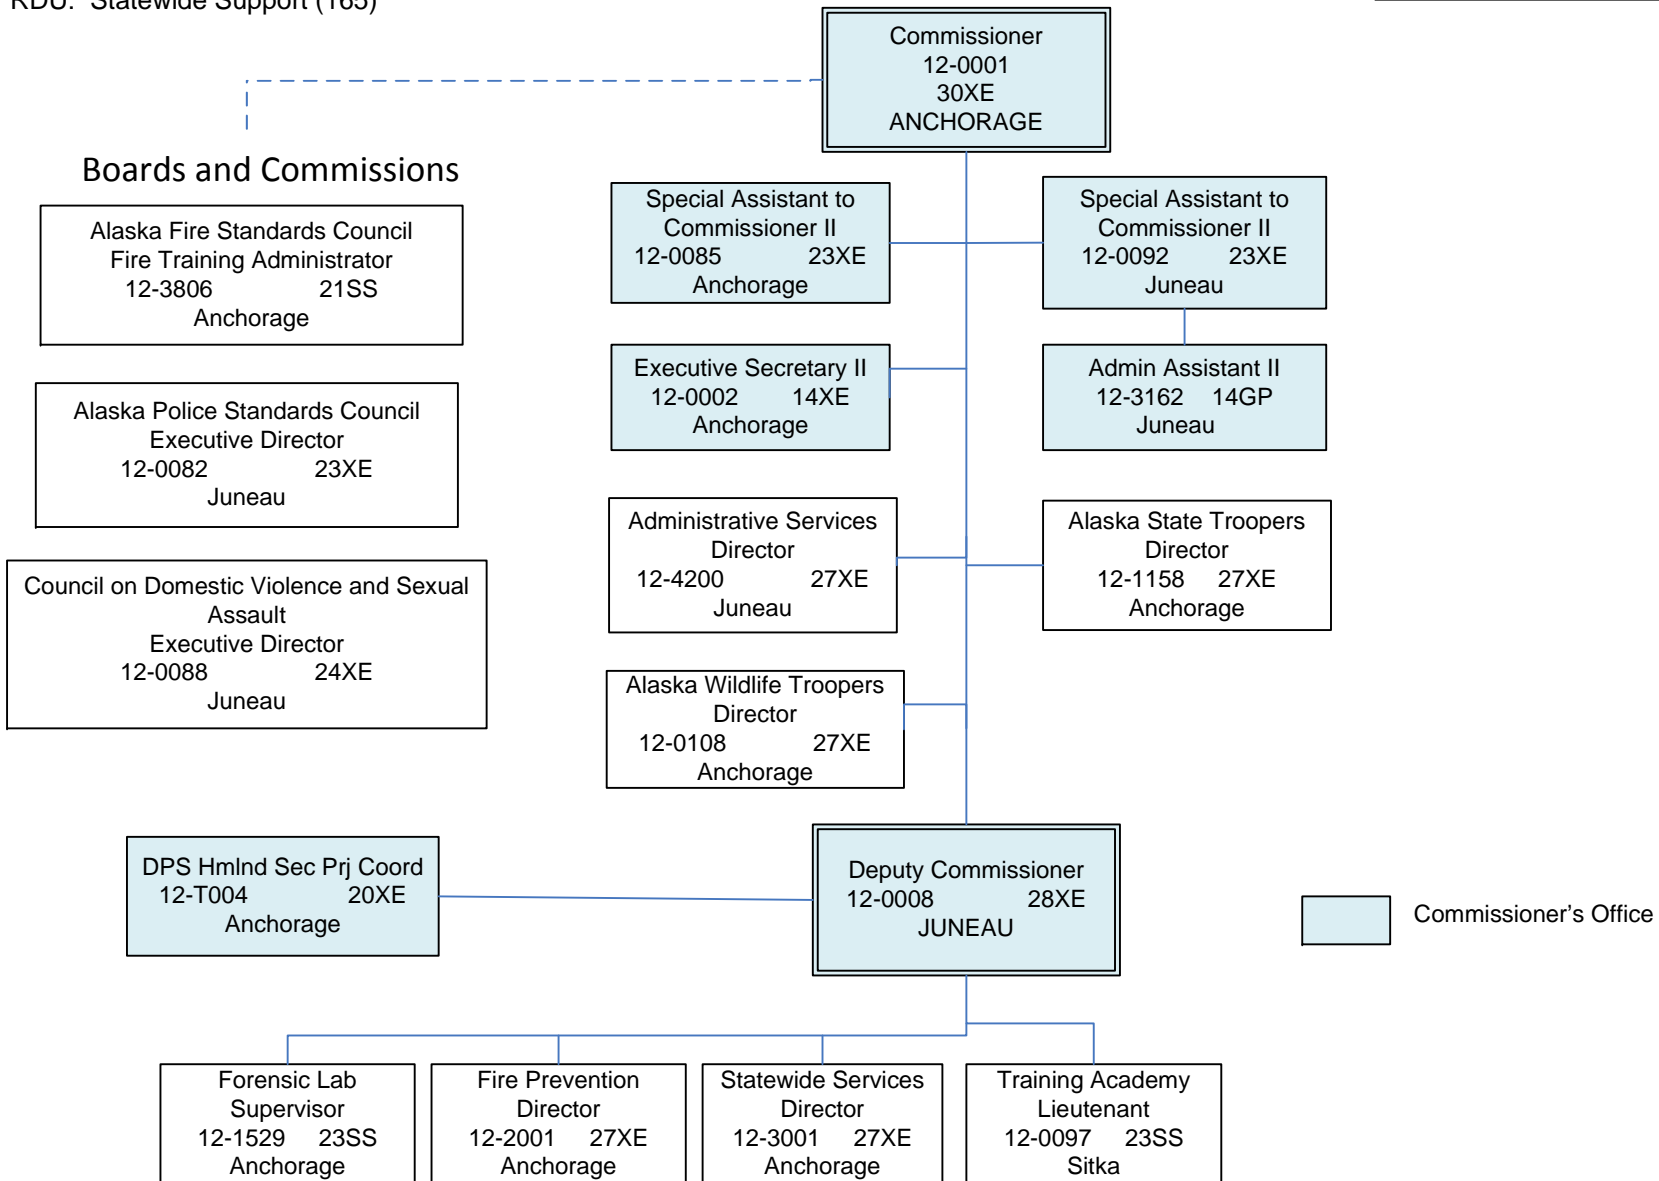 RDU: Statewide Support (165)
Commissioner
12-0001
30XE
ANCHORAGE
Boards and Commissions
Alaska Fire Standards Council
Fire Training Administrator
12-3806 21SS
Anchorage
Alaska Police Standards Council
Executive Director
12-0082 23XE
Juneau
Council on Domestic Violence and Sexual
Assault
Executive Director
12-0088 24XE
Juneau
Special Assistant to
Commissioner II
12-0085 23XE
Anchorage
Special Assistant to
Commissioner II
12-0092 23XE
Juneau
Executive Secretary II
12-0002 14XE
Anchorage
Admin Assistant II
12-3162 14GP
Juneau
Administrative Services
Director
12-4200 27XE
Juneau
Alaska State Troopers
Director
12-1158 27XE
Anchorage
Alaska Wildlife Troopers
Director
12-0108 27XE
Anchorage
DPS Hmlnd Sec Prj Coord
12-T004 20XE
Anchorage
Deputy Commissioner
12-0008 28XE
JUNEAU
Commissioner’s Office
Forensic Lab
Supervisor
12-1529 23SS
Anchorage
Fire Prevention
Director
12-2001 27XE
Anchorage
Statewide Services
Director
12-3001 27XE
Anchorage
Training Academy
Lieutenant
12-0097 23SS
Sitka